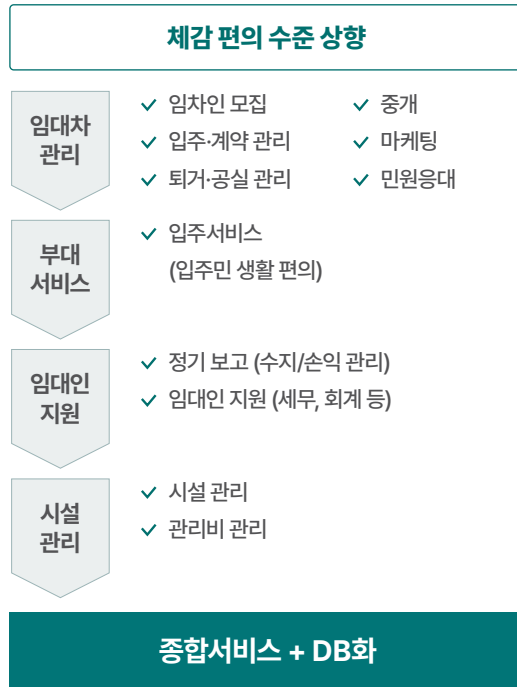 체감 편의 수준 상향
임대차
관리
임차인 모집
중개
입주·계약 관리
마케팅
퇴거·공실 관리
민원응대
부대
서비스
입주서비스
(입주민 생활 편의)
임대인
지원
정기 보고 (수지/손익 관리)
임대인 지원 (세무, 회계 등)
시설
관리
시설 관리
관리비 관리
종합서비스 + DB화